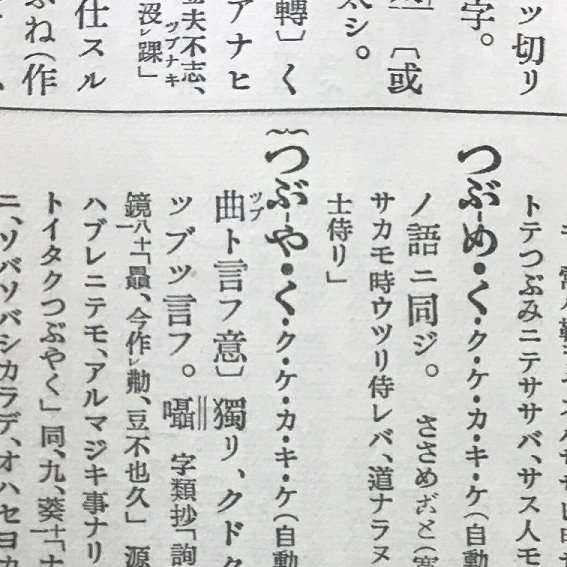 ッ切リ
字。
〔或
太シ。
轉〕く
アナヒ
夫不志、
ツブナキ
沒レ踝」
仕スル
ね(作
トテつぶみニテササバ、サス人モ
つぶ-め・く・ク・ケ・カ・キ・ケ(自動
ノ語ニ同ジ。 ささめごと
サカモ時ウツリ侍レバ、道ナラヌ
士侍リ」
つぶ-や・く・ク・ケ・カ・キ・ケ(自動
曲ツブト言フ意〕獨リ、クドク
ツブツ言フ。囁 字類抄「詢
鏡八十「贔、今作レ勈、豆不也久」 源
ハブレニテモ、アルマジキ事ナリ
トイタクつぶやく」同、九、葵十「ナ
ニ、ソバソバシカラデ、オハセヨカ